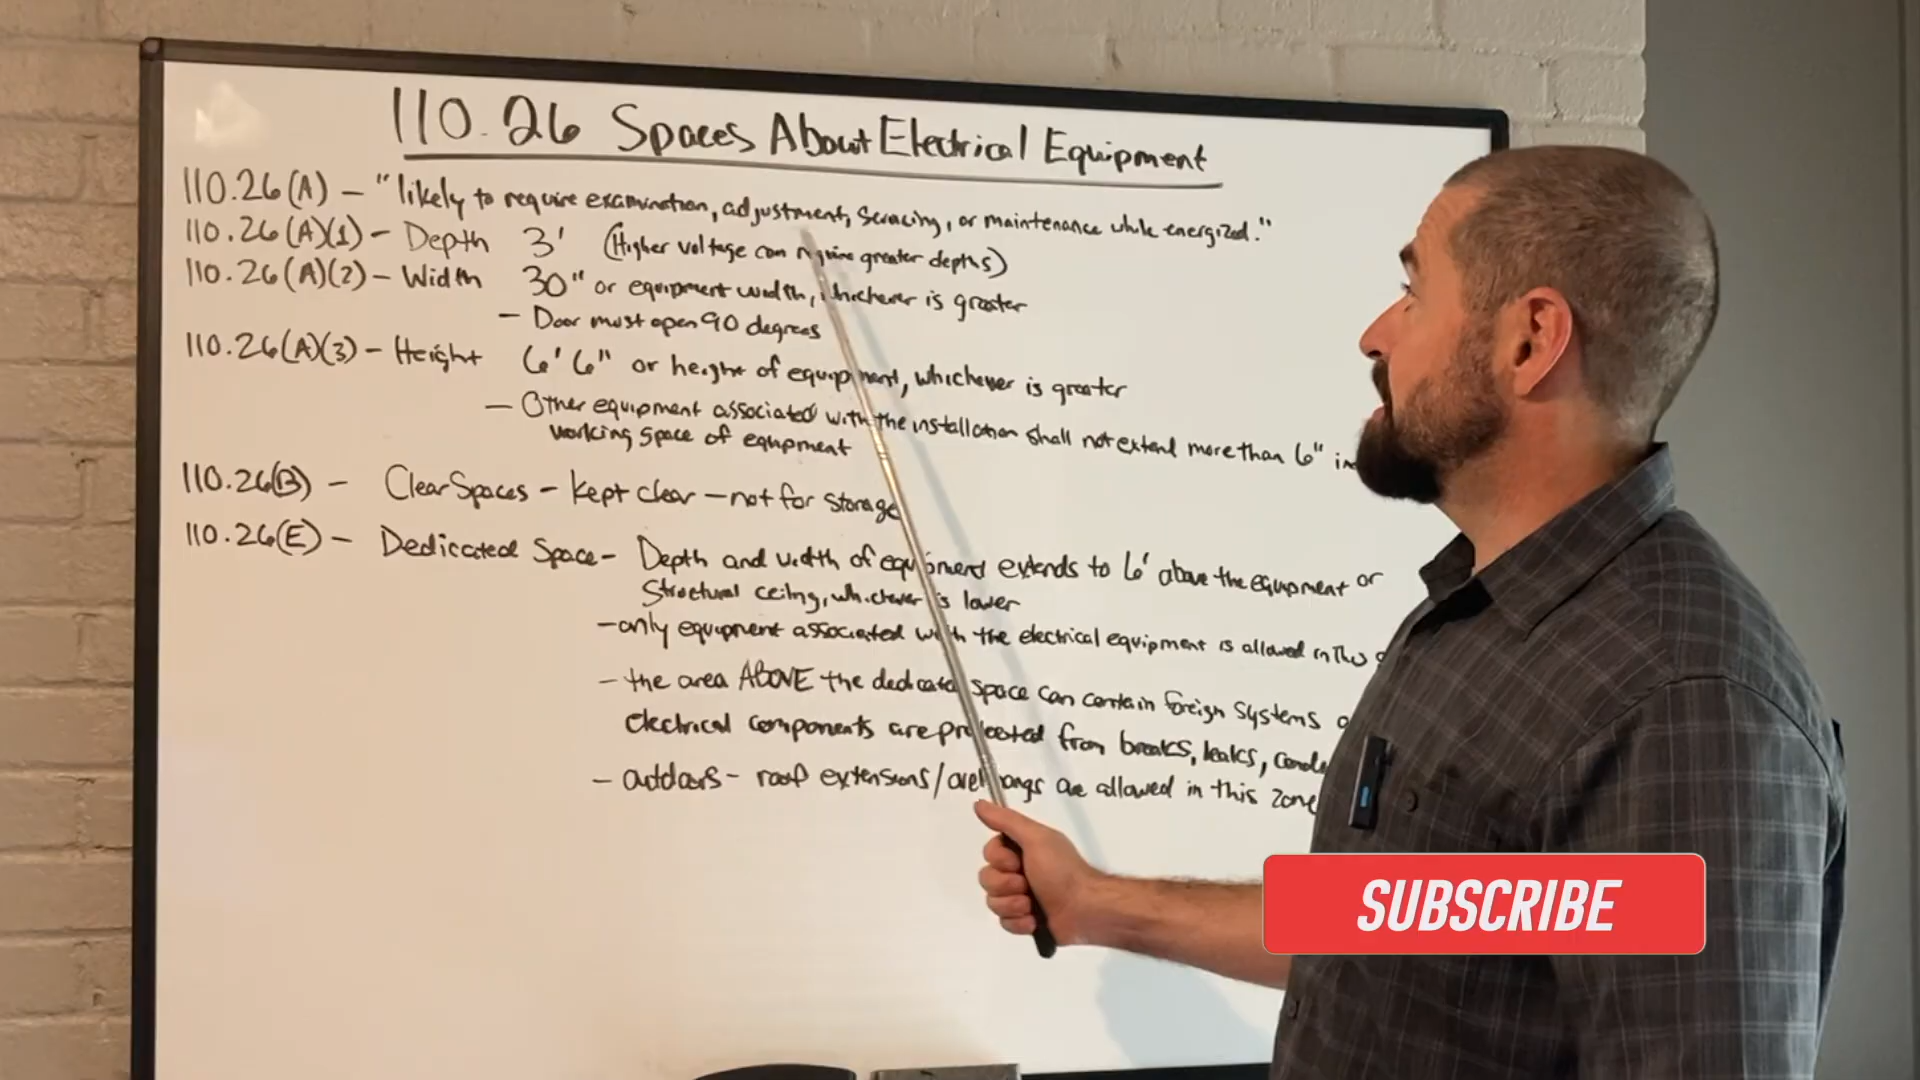 110.26 Spaces About Electrical Equipment
110.26(A) – "likely to require examination, adjustment, servicing, or maintenance while energized."
110.26(A)(1) – Depth 3' (Higher voltage can require greater depths)
110.26(A)(2) – Width 30" or equipment width, whichever is greater
– Door must open 90 degrees
110.26(A)(3) – Height 6' 6" or height of equipment, whichever is greater
– Other equipment associated with the installation shall not extend more than 6" in
working space of equipment
110.26(B) – Clear Spaces – Kept clear – not for storage
110.26(E) – Dedicated Space – Depth and width of equipment extends to 6' above the equipment or
Structural ceiling, whichever is lower
– only equipment associated with the electrical equipment is allowed in this
– the area ABOVE the dedicated space can contain foreign systems
electrical components are protected from breaks, leaks,
– outdoors – roof extensions/overhangs are allowed in this zone
SUBSCRIBE